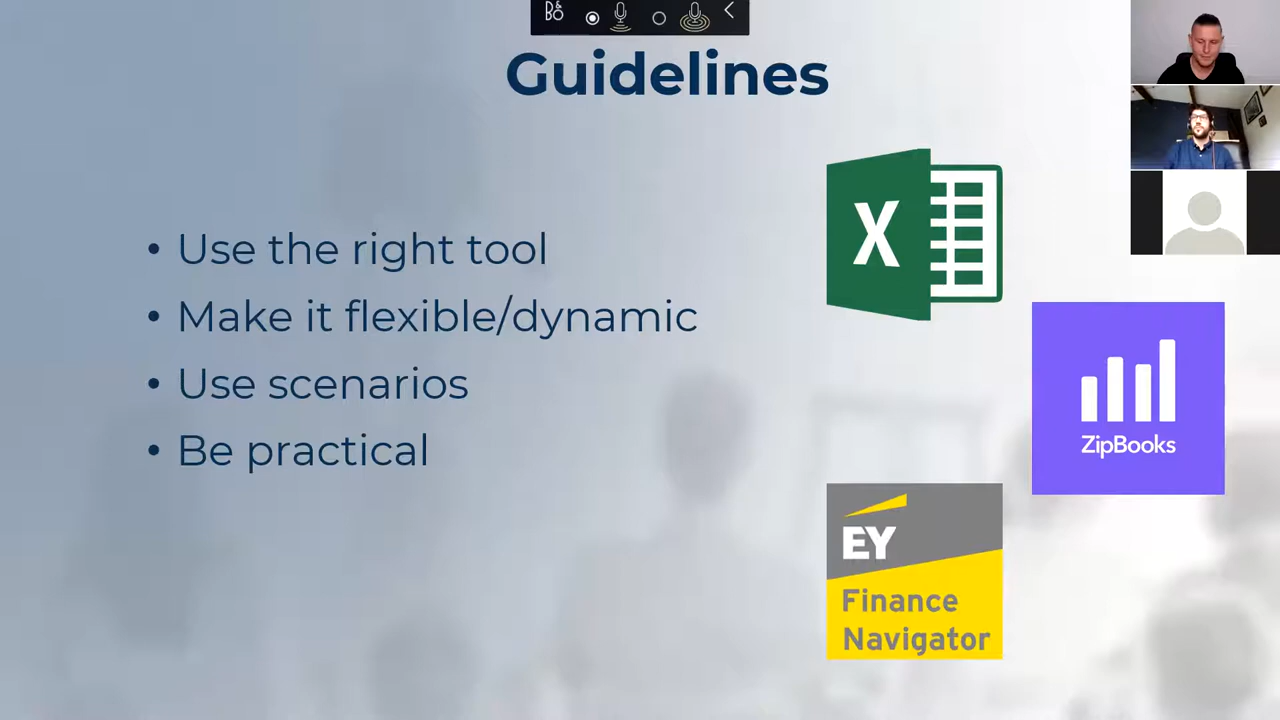 B&O
Guidelines
• Use the right tool
• Make it flexible/dynamic
• Use scenarios
• Be practical
X
ZipBooks
EY
Finance
Navigator